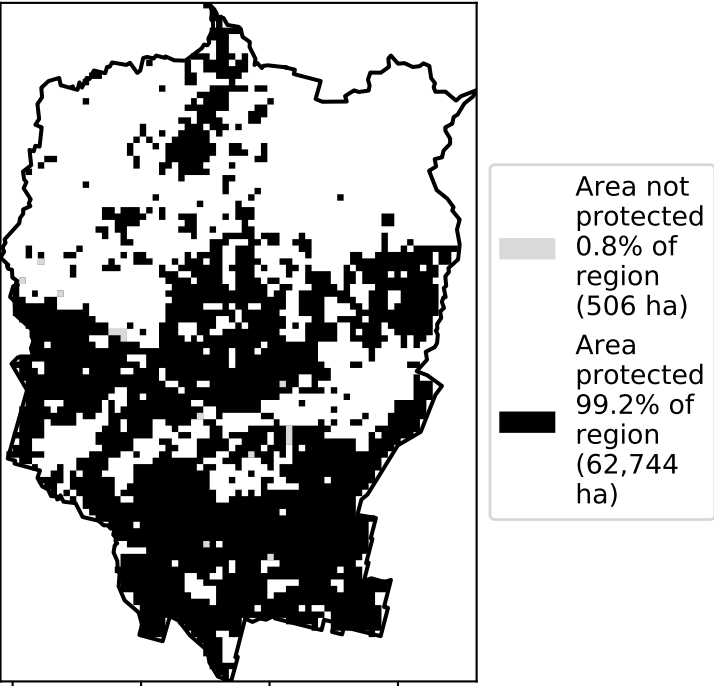 Area not
protected
0.8% of
region
(506 ha)
Area
protected
99.2% of
region
(62,744
ha)